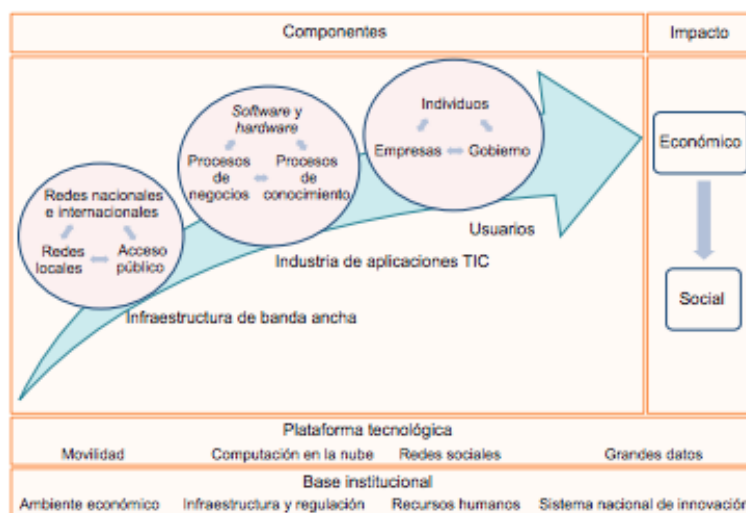 Componentes
Impacto
Individuos
Empresas
Gobierno
Usuarios
Software y
hardware
Procesos
de
negocios
Procesos
de
conocimiento
Industria de aplicaciones TIC
Redes nacionales
e internacionales
Redes
locales
Acceso
público
Infraestructura de banda ancha
Económico
Social
Plataforma tecnológica
Movilidad
Computación en la nube
Redes sociales
Grandes datos
Base institucional
Ambiente económico
Infraestructura y regulación
Recursos humanos
Sistema nacional de innovación